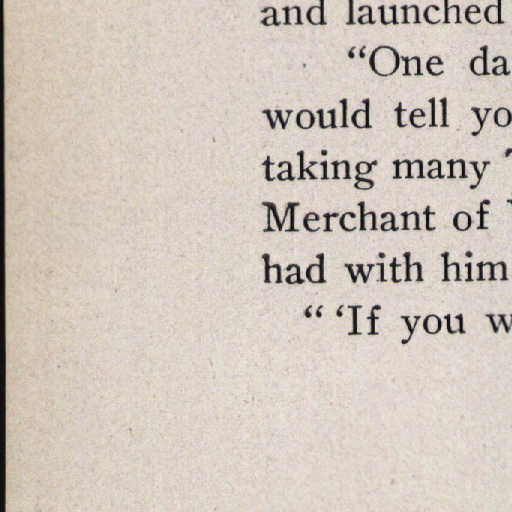 and launched
“One da
would tell yo
taking many
Merchant of
had with him
“ ‘If you w